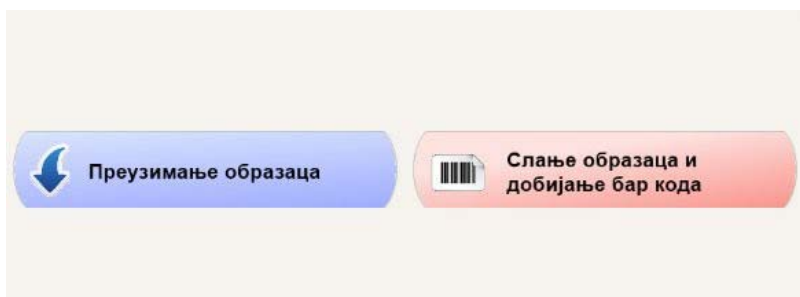 Преузимање образаца
Слање образаца и
добијање бар кода